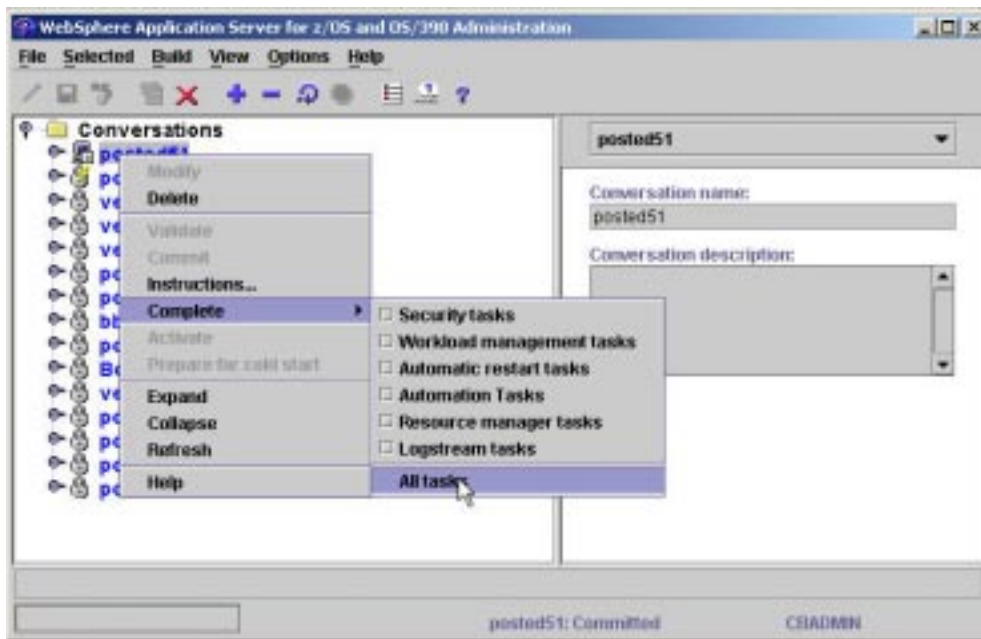 WebSphere Application Server for z/OS and OS/390 Administration
File Selected Build View Options Help
Conversations
posted51
Modify
Delete
Validate
Commit
Instructions...
Complete
Activate
Prepare for cold start
Expand
Collapse
Refresh
Help
Security tasks
Workload management tasks
Automatic restart tasks
Automation Tasks
Resource manager tasks
Logstream tasks
All tasks
posted51
Conversation name:
posted51
Conversation description:
posted51: Committed
CBADMIN